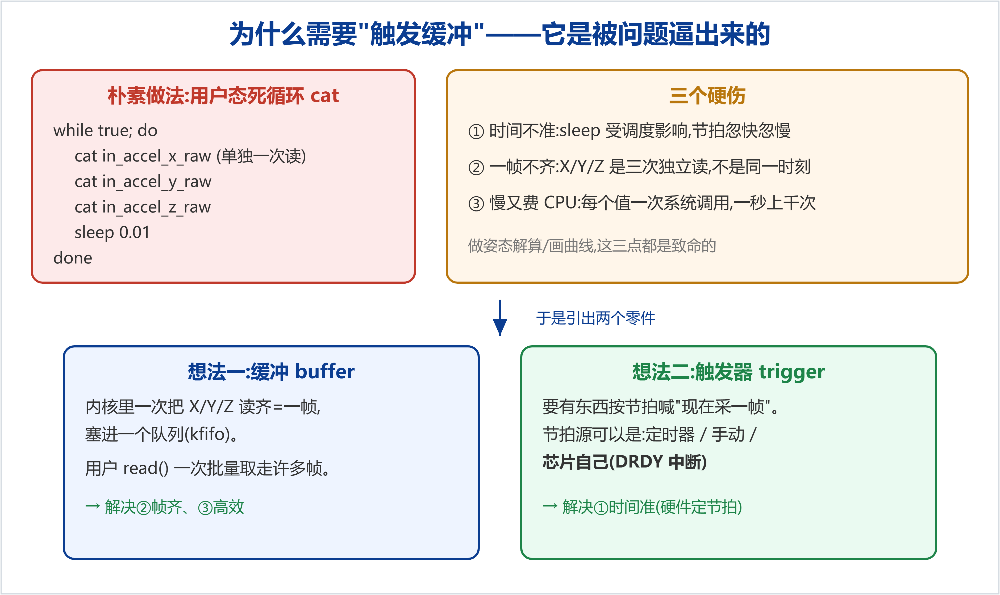 为什么需要"触发缓冲"——它是被问题逼出来的
朴素做法:用户态死循环 cat
while true; do
cat in_accel_x_raw (单独一次读)
cat in_accel_y_raw
cat in_accel_z_raw
sleep 0.01
done
三个硬伤
① 时间不准:sleep 受调度影响,节拍忽快忽慢
② 一帧不齐:X/Y/Z 是三次独立读,不是同一时刻
③ 慢又费 CPU:每个值一次系统调用,一秒上千次
做姿态解算/画曲线,这三点都是致命的
于是引出两个零件
想法一:缓冲 buffer
内核里一次把 X/Y/Z 读齐=一帧,
塞进一个队列(kfifo)。
用户 read() 一次批量取走许多帧。
→ 解决②帧齐、③高效
想法二:触发器 trigger
要有东西按节拍喊"现在采一帧"。
节拍源可以是:定时器 / 手动 /
芯片自己(DRDY 中断)
→ 解决①时间准(硬件定节拍)